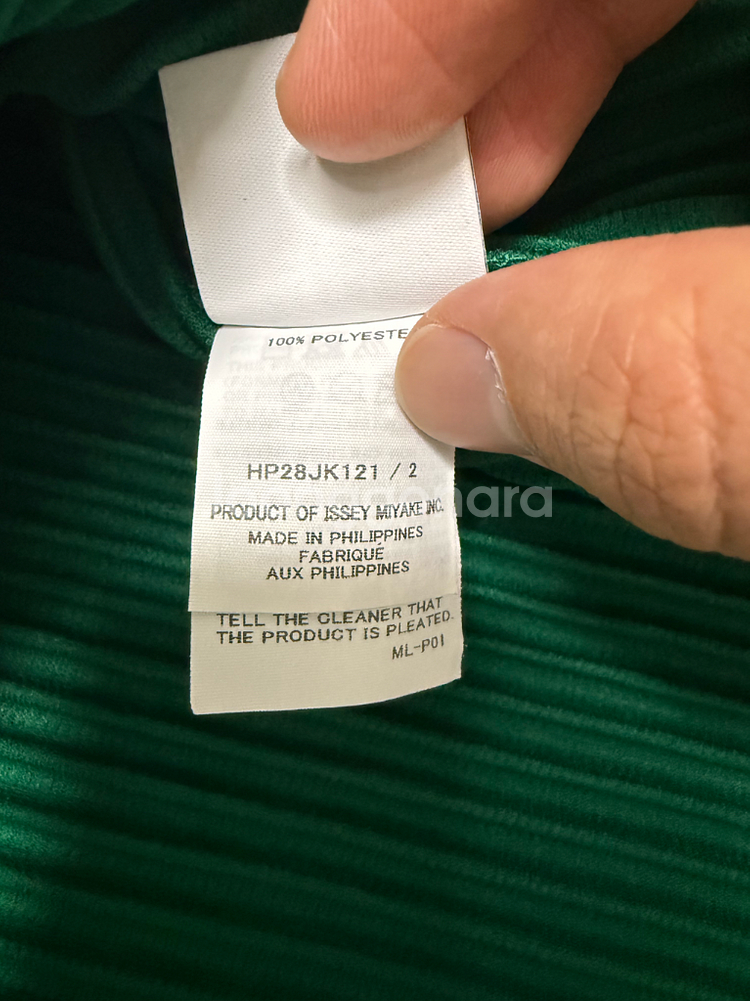 100% POLYESTE
HP28JK121 / 2
PRODUCT OF ISSEY MIYAKE INC.
MADE IN PHILIPPINES
FABRIQUÉ
AUX PHILIPPINES
TELL THE CLEANER THAT
THE PRODUCT IS PLEATED.
ML-P01